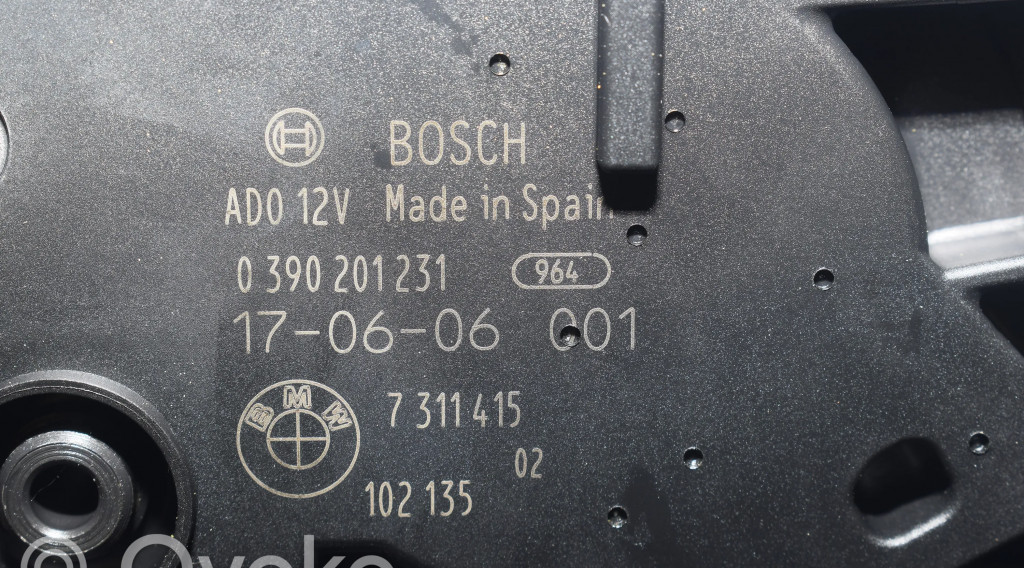 BOSCH
AD0 12V Made in Spain
0 390 201 231 964
17-06-06 001
BMW 7 311 415
02
102 135